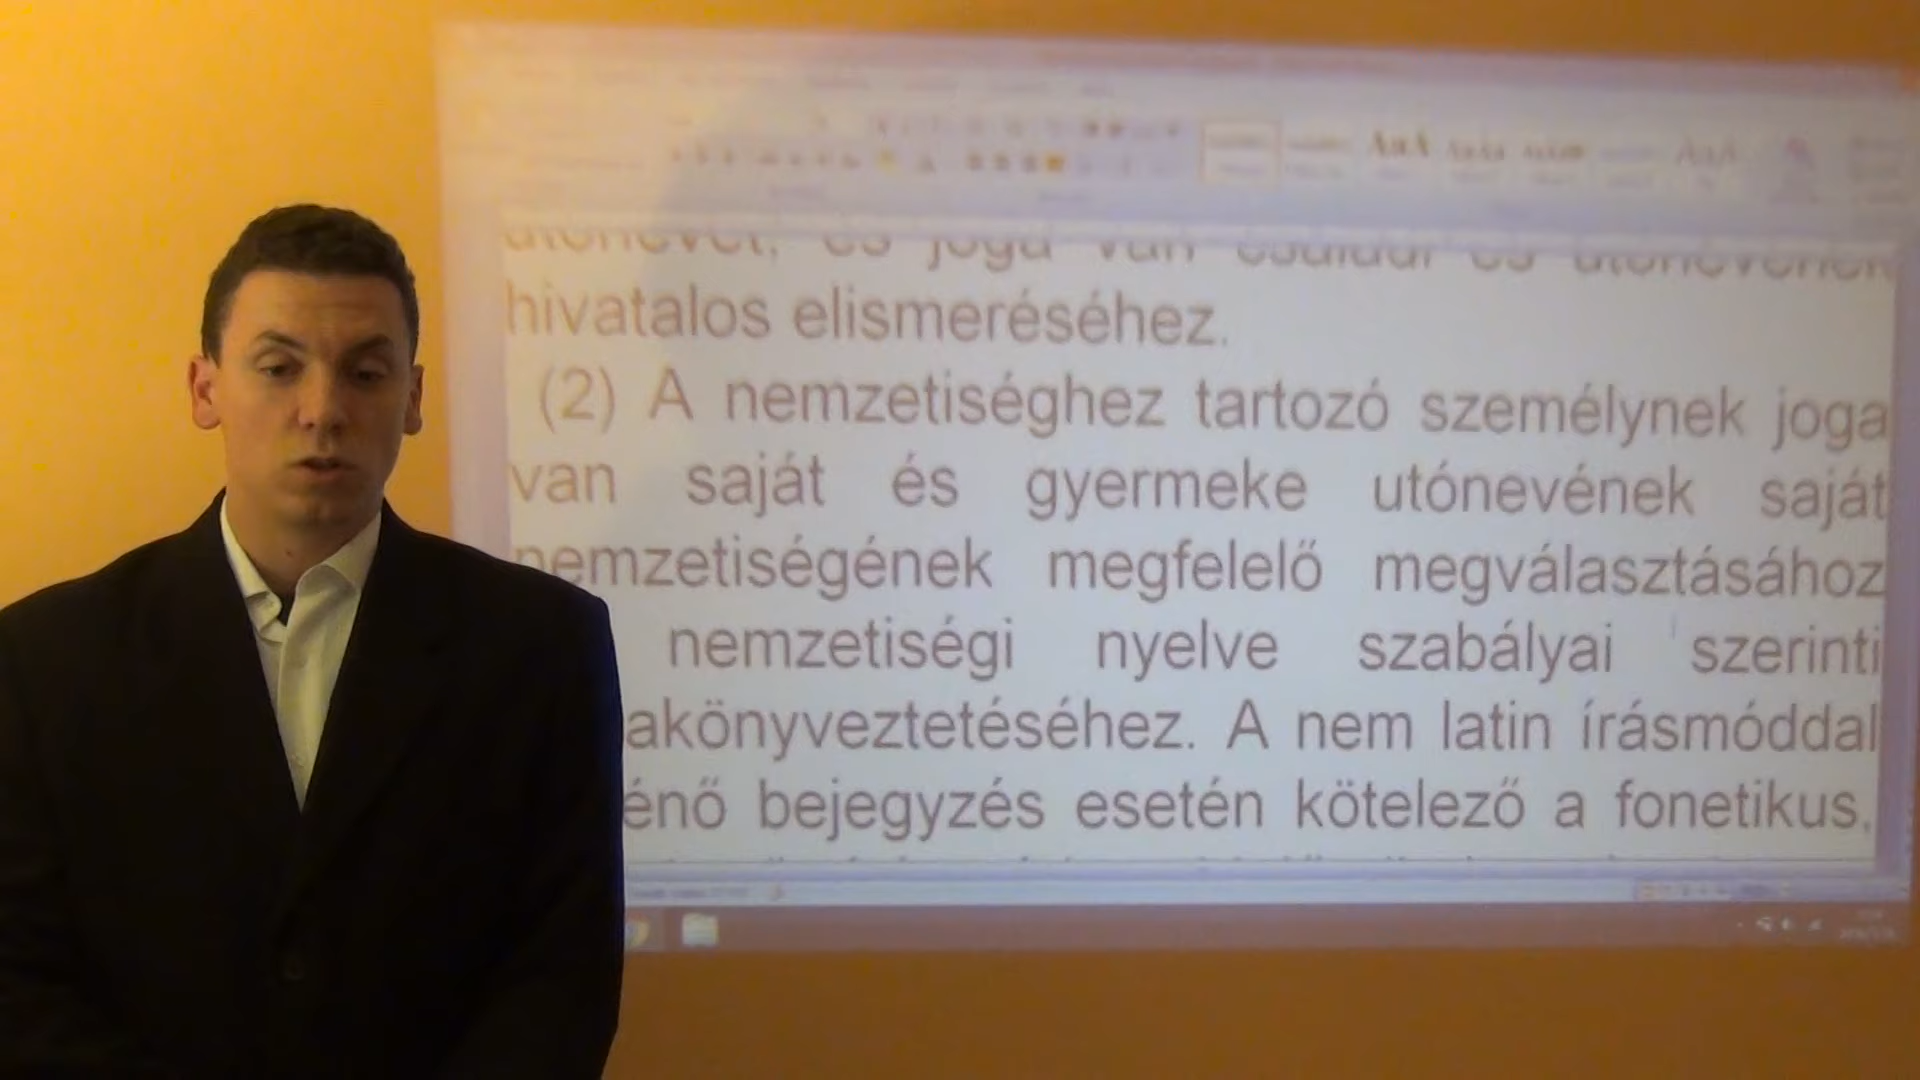 utónevét, és joga van családi és utónevének
hivatalos elismeréséhez.
(2) A nemzetiséghez tartozó személynek joga
van saját és gyermeke utónevének saját
nemzetiségének megfelelő megválasztásához
nemzetiségi nyelve szabályai szerinti
akönyveztetéséhez. A nem latin írásmóddal
énő bejegyzés esetén kötelező a fonetikus,